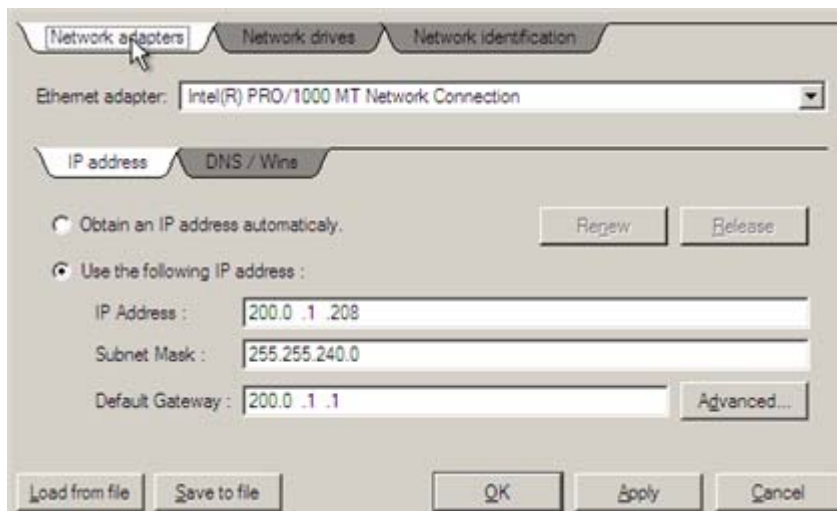 Network adapters Network drives Network identification
Ethernet adapter: Intel(R) PRO/1000 MT Network Connection
IP address DNS / Wins
Obtain an IP address automaticaly. Renew Release
Use the following IP address :
IP Address : 200.0 .1 .208
Subnet Mask : 255.255.240.0
Default Gateway : 200.0 .1 .1 Advanced...
Load from file Save to file OK Apply Cancel